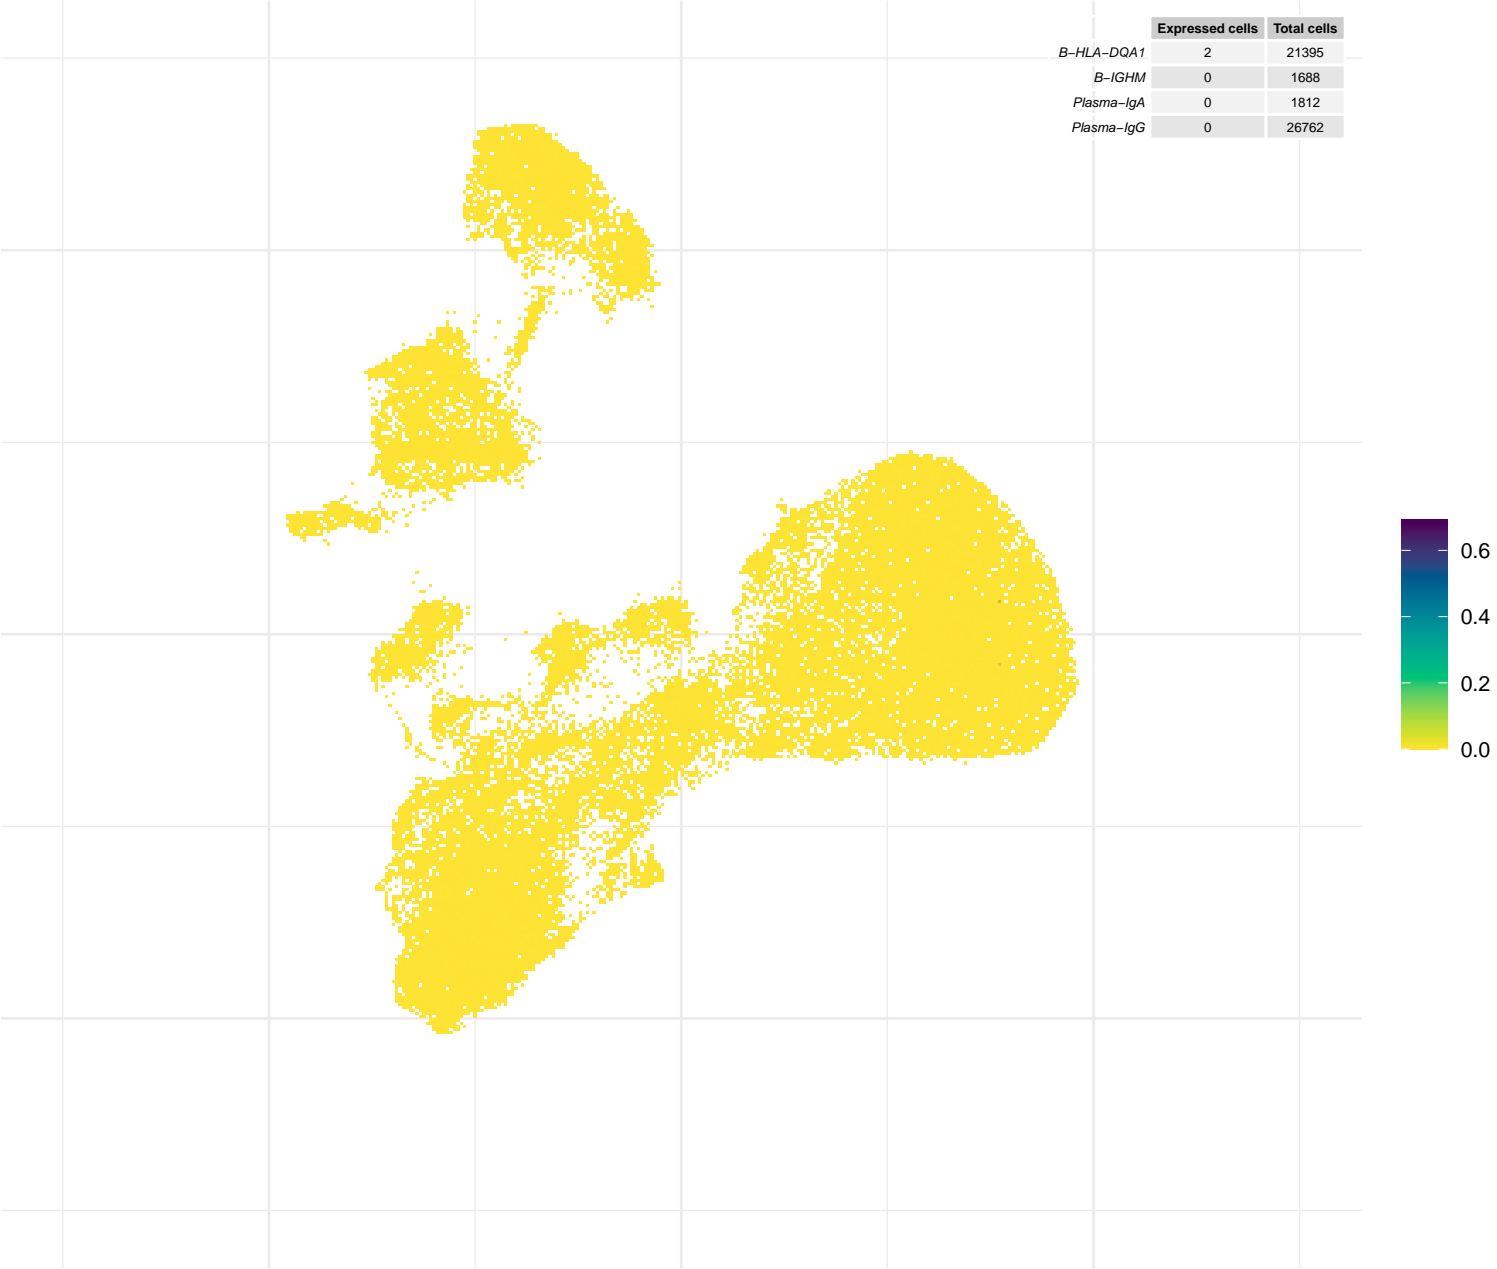 Expressed cells Total cells
B−HLA−DQA1 2 21395
B−IGHM 0 1688
Plasma−IgA 0 1812
Plasma−IgG 0 26762
0.6
0.4
0.2
0.0